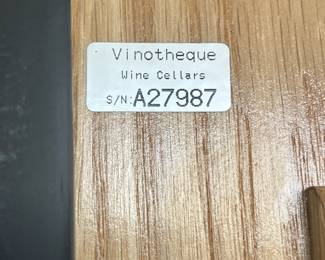 Vinotheque
Wine Cellars
S/N:A27987